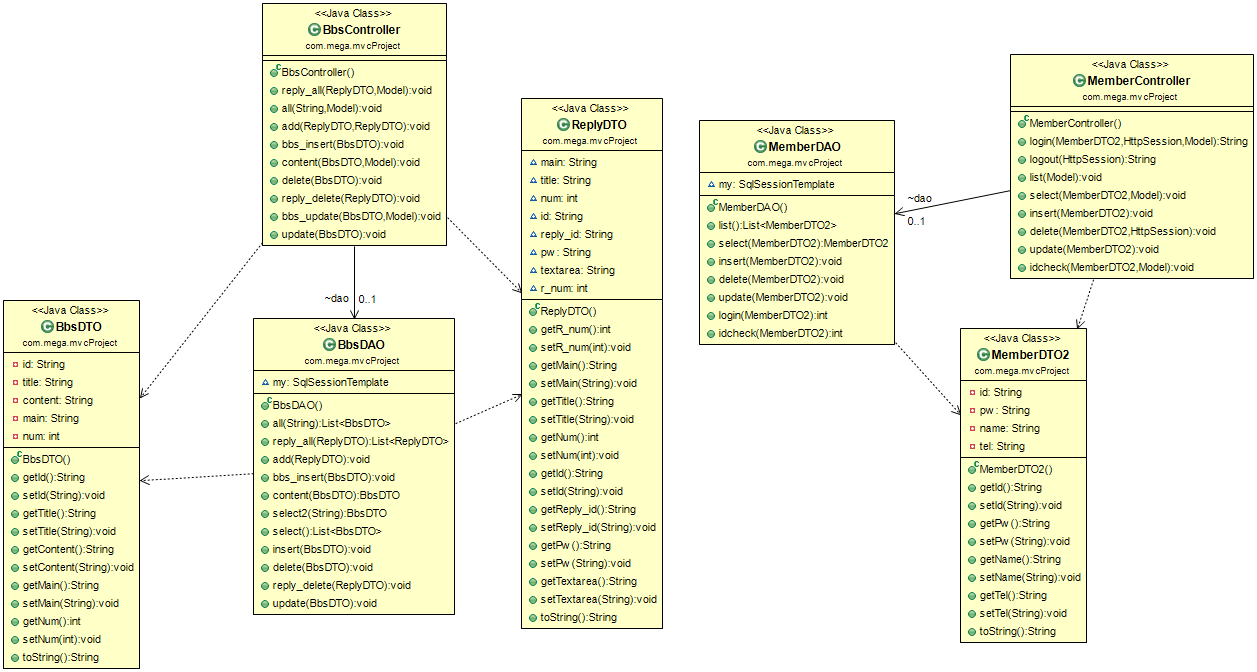 <<Java Class>>
BbsController
com.mega.mvcProject
BbsController()
reply_all(ReplyDTO,Model):void
all(String,Model):void
add(ReplyDTO,ReplyDTO):void
bbs_insert(BbsDTO):void
content(BbsDTO,Model):void
delete(BbsDTO):void
reply_delete(ReplyDTO):void
bbs_update(BbsDTO,Model):void
update(BbsDTO):void
~dao
0..1
<<Java Class>>
BbsDTO
com.mega.mvcProject
id: String
title: String
content: String
main: String
num: int
BbsDTO()
getId():String
setId(String):void
getTitle():String
setTitle(String):void
getContent():String
setContent(String):void
getMain():String
setMain(String):void
getNum():int
setNum(int):void
toString():String
<<Java Class>>
BbsDAO
com.mega.mvcProject
my: SqlSessionTemplate
BbsDAO()
all(String):List<BbsDTO>
reply_all(ReplyDTO):List<ReplyDTO>
add(ReplyDTO):void
bbs_insert(BbsDTO):void
content(BbsDTO):BbsDTO
select2(String):BbsDTO
select():List<BbsDTO>
insert(BbsDTO):void
delete(BbsDTO):void
reply_delete(ReplyDTO):void
update(BbsDTO):void
<<Java Class>>
ReplyDTO
com.mega.mvcProject
main: String
title: String
num: int
id: String
reply_id: String
pw: String
textarea: String
r_num: int
ReplyDTO()
getR_num():int
setR_num(int):void
getMain():String
setMain(String):void
getTitle():String
setTitle(String):void
getNum():int
setNum(int):void
getId():String
setId(String):void
getReply_id():String
setReply_id(String):void
getPw():String
setPw(String):void
getTextarea():String
setTextarea(String):void
toString():String
<<Java Class>>
MemberDAO
com.mega.mvcProject
my: SqlSessionTemplate
MemberDAO()
list():List<MemberDTO2>
select(MemberDTO2):MemberDTO2
insert(MemberDTO2):void
delete(MemberDTO2):void
update(MemberDTO2):void
login(MemberDTO2):int
idcheck(MemberDTO2):int
~dao
0..1
<<Java Class>>
MemberController
com.mega.mvcProject
MemberController()
login(MemberDTO2,HttpSession,Model):String
logout(HttpSession):String
list(Model):void
select(MemberDTO2,Model):void
insert(MemberDTO2):void
delete(MemberDTO2,HttpSession):void
update(MemberDTO2):void
idcheck(MemberDTO2,Model):void
<<Java Class>>
MemberDTO2
com.mega.mvcProject
id: String
pw: String
name: String
tel: String
MemberDTO2()
getId():String
setId(String):void
getPw():String
setPw(String):void
getName():String
setName(String):void
getTel():String
setTel(String):void
toString():String